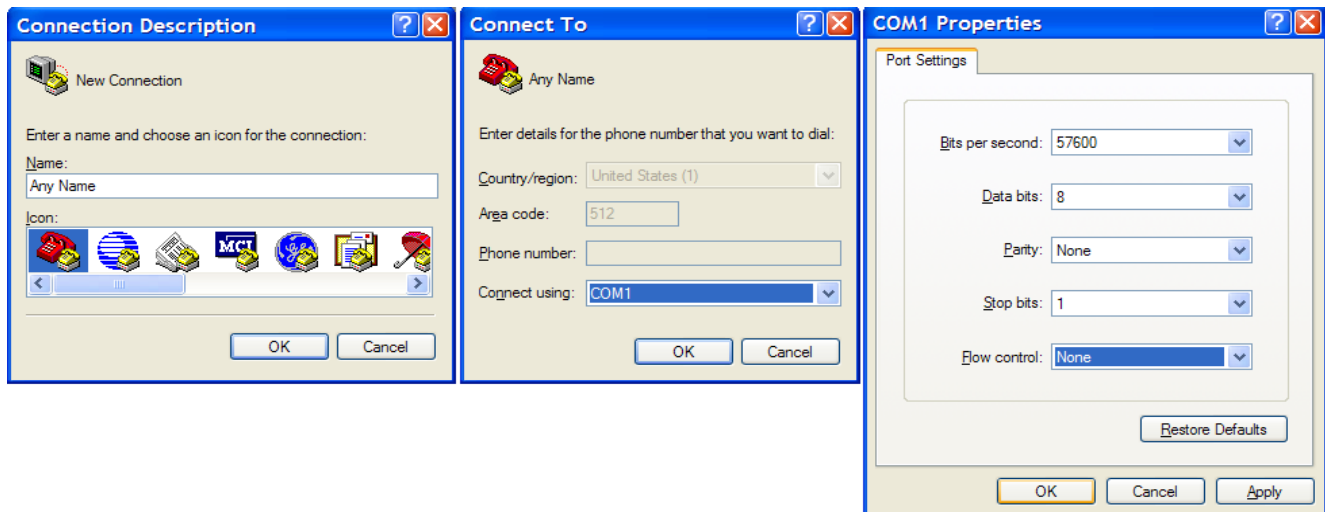 Connection Description
New Connection
Enter a name and choose an icon for the connection:
Name:
Any Name
Icon:
MCI
OK Cancel
Connect To
Any Name
Enter details for the phone number that you want to dial:
Country/region: United States (1)
Area code: 512
Phone number:
Connect using: COM1
OK Cancel
COM1 Properties
Port Settings
Bits per second: 57600
Data bits: 8
Parity: None
Stop bits: 1
Flow control: None
Restore Defaults
OK Cancel Apply